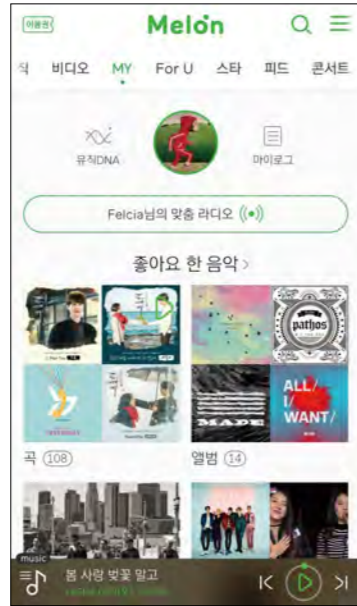 이용권
Melon
비디오 MY For U 스타 피드 콘서트
뮤직DNA
마이로그
Felcia님의 맞춤 라디오
좋아요 한 음악 >
pathos
MADE
ALL/
I/
WANT/
곡 (108)
앨범 (14)
music
봄 사랑 벚꽃 말고